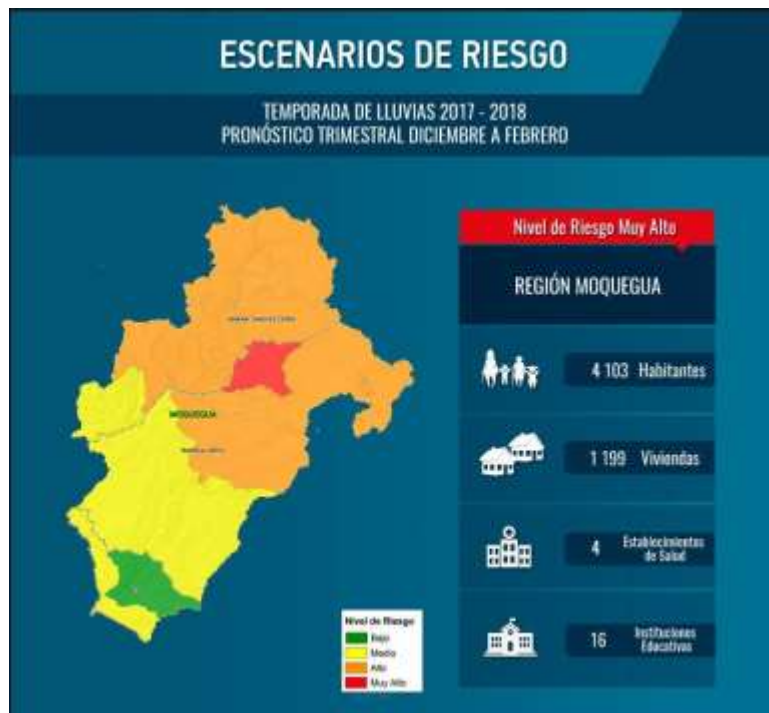 ESCENARIOS DE RIESGO
TEMPORADA DE LLUVIAS 2017 - 2018
PRONÓSTICO TRIMESTRAL DICIEMBRE A FEBRERO
MOQUEGUA
Nivel de Riesgo Muy Alto
REGIÓN MOQUEGUA
4 103 Habitantes
1 199 Viviendas
4 Establecimientos
de Salud
16 Instituciones
Educativas
Nivel de Riesgo
Bajo
Medio
Alto
Muy Alto